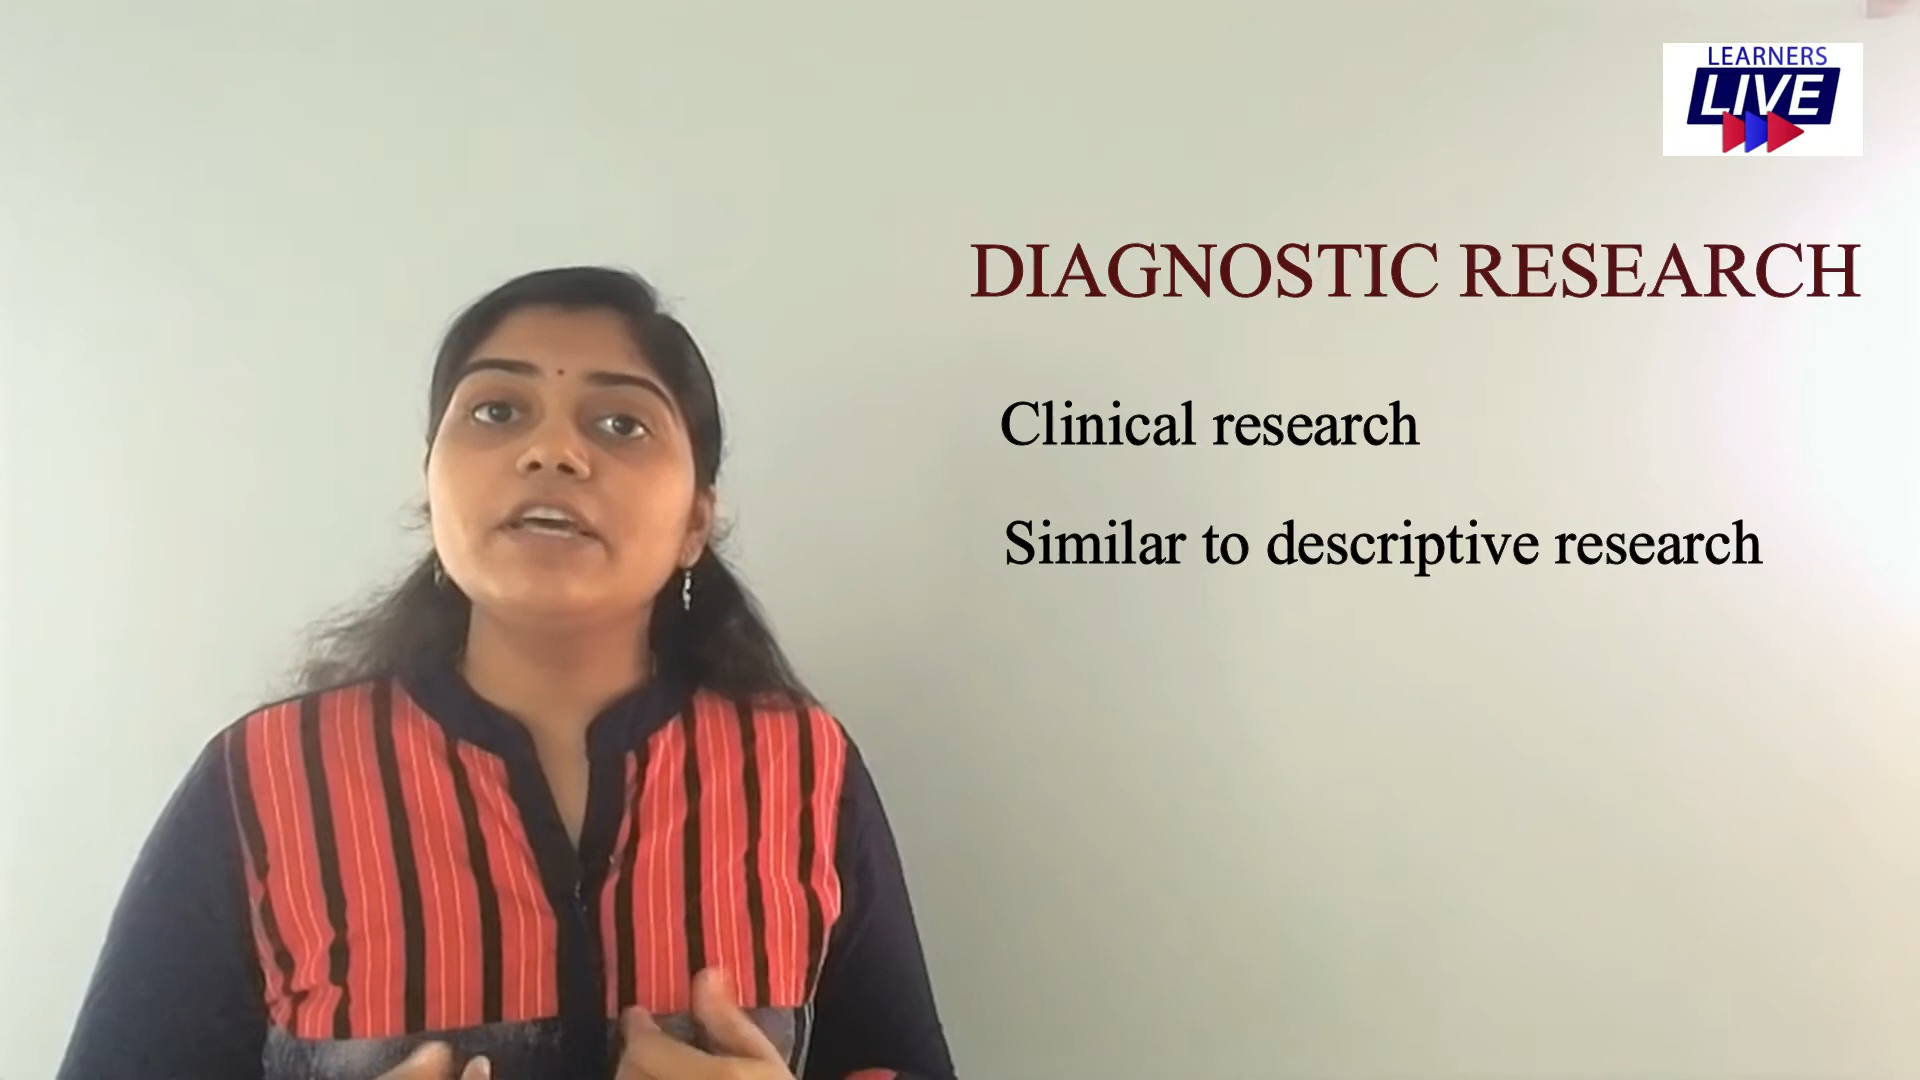 LEARNERS
LIVE
DIAGNOSTIC RESEARCH
Clinical research
Similar to descriptive research